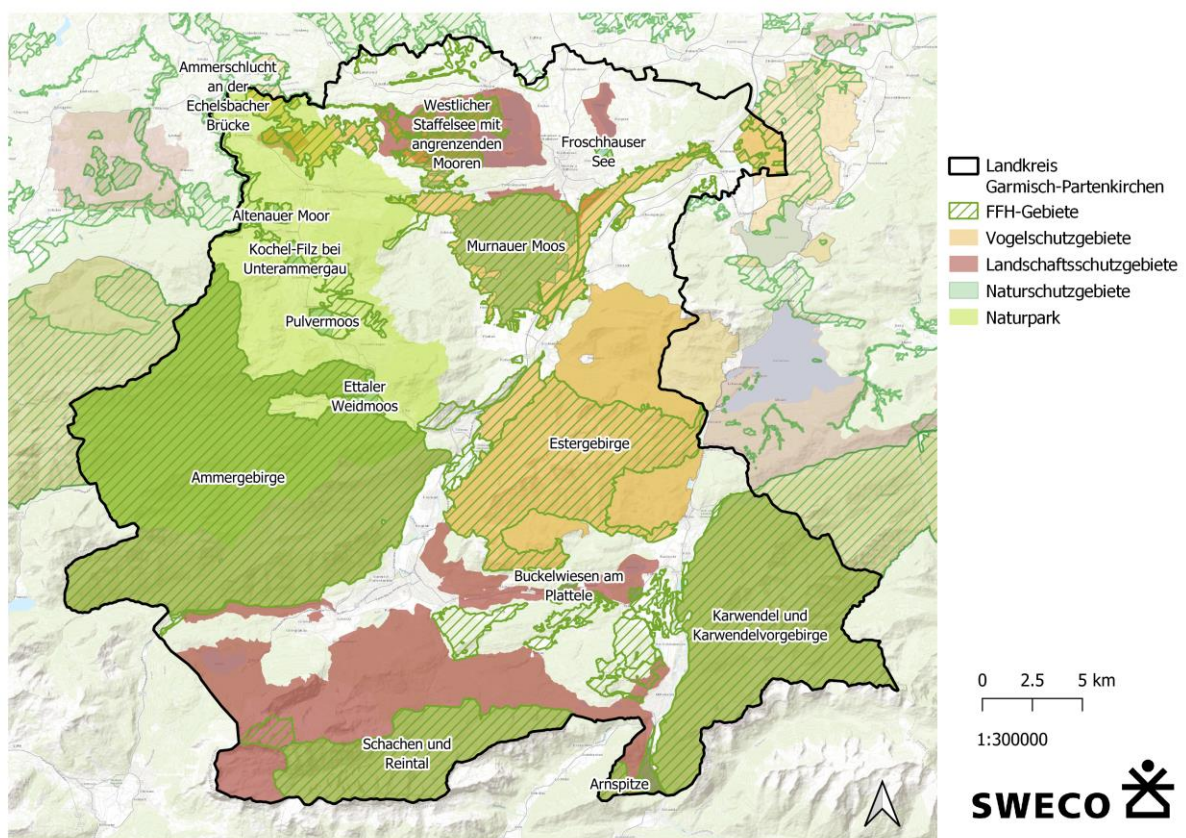 Ammerschlucht
an der
Echelsbacher
Brücke
Westlicher
Staffelsee mit
angrenzenden
Mooren
Froschhauser
See
Altenauer Moor
Kochel-Filz bei
Unterammergau
Murnauer Moos
Pulvermoos
Ettaler
Weidmoos
Estergebirge
Ammergebirge
Buckelwiesen am
Plattele
Karwendel und
Karwendelvorgebirge
Schachen und
Reintal
Arnspitze
Landkreis
Garmisch-Partenkirchen
FFH-Gebiete
Vogelschutzgebiete
Landschaftsschutzgebiete
Naturschutzgebiete
Naturpark
0 2.5 5 km
1:300000
SWECO